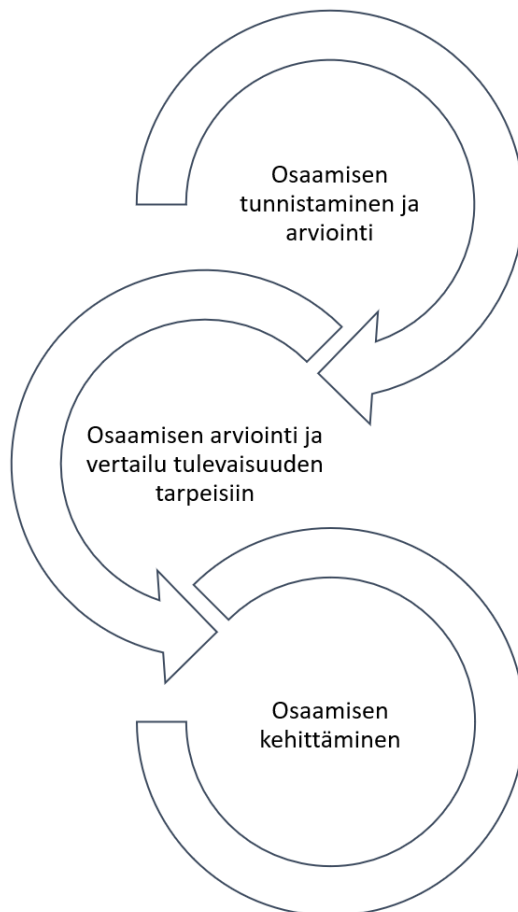 Osaamisen
tunnistaminen ja
arviointi
Osaamisen arviointi ja
vertailu tulevaisuuden
tarpeisiin
Osaamisen
kehittäminen